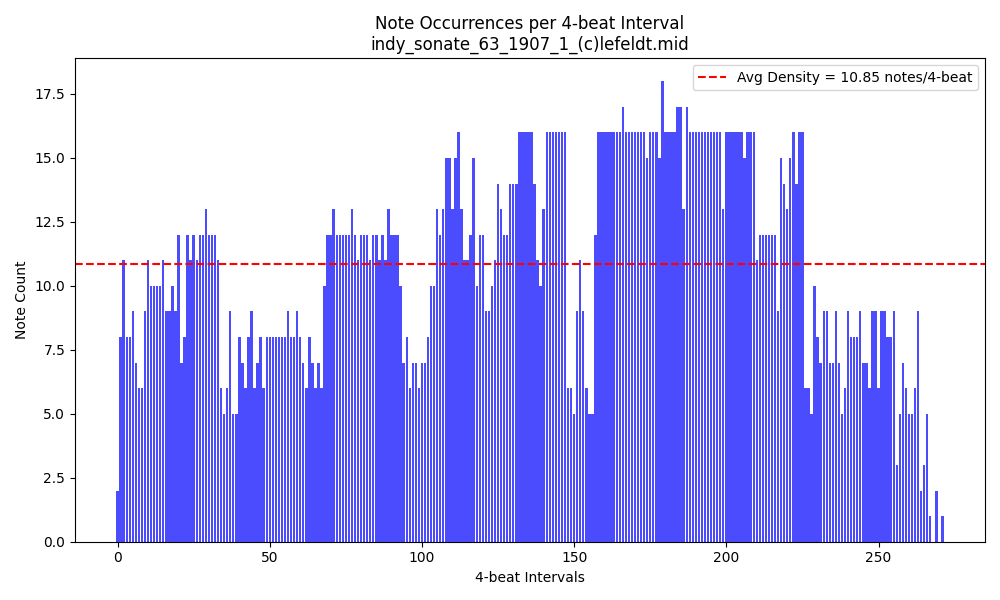 Note Occurrences per 4-beat Interval
indy_sonate_63_1907_1_(c)lefeldt.mid
Avg Density = 10.85 notes/4-beat
Note Count
17.5
15.0
12.5
10.0
7.5
5.0
2.5
0.0
0 50 100 150 200 250
4-beat Intervals